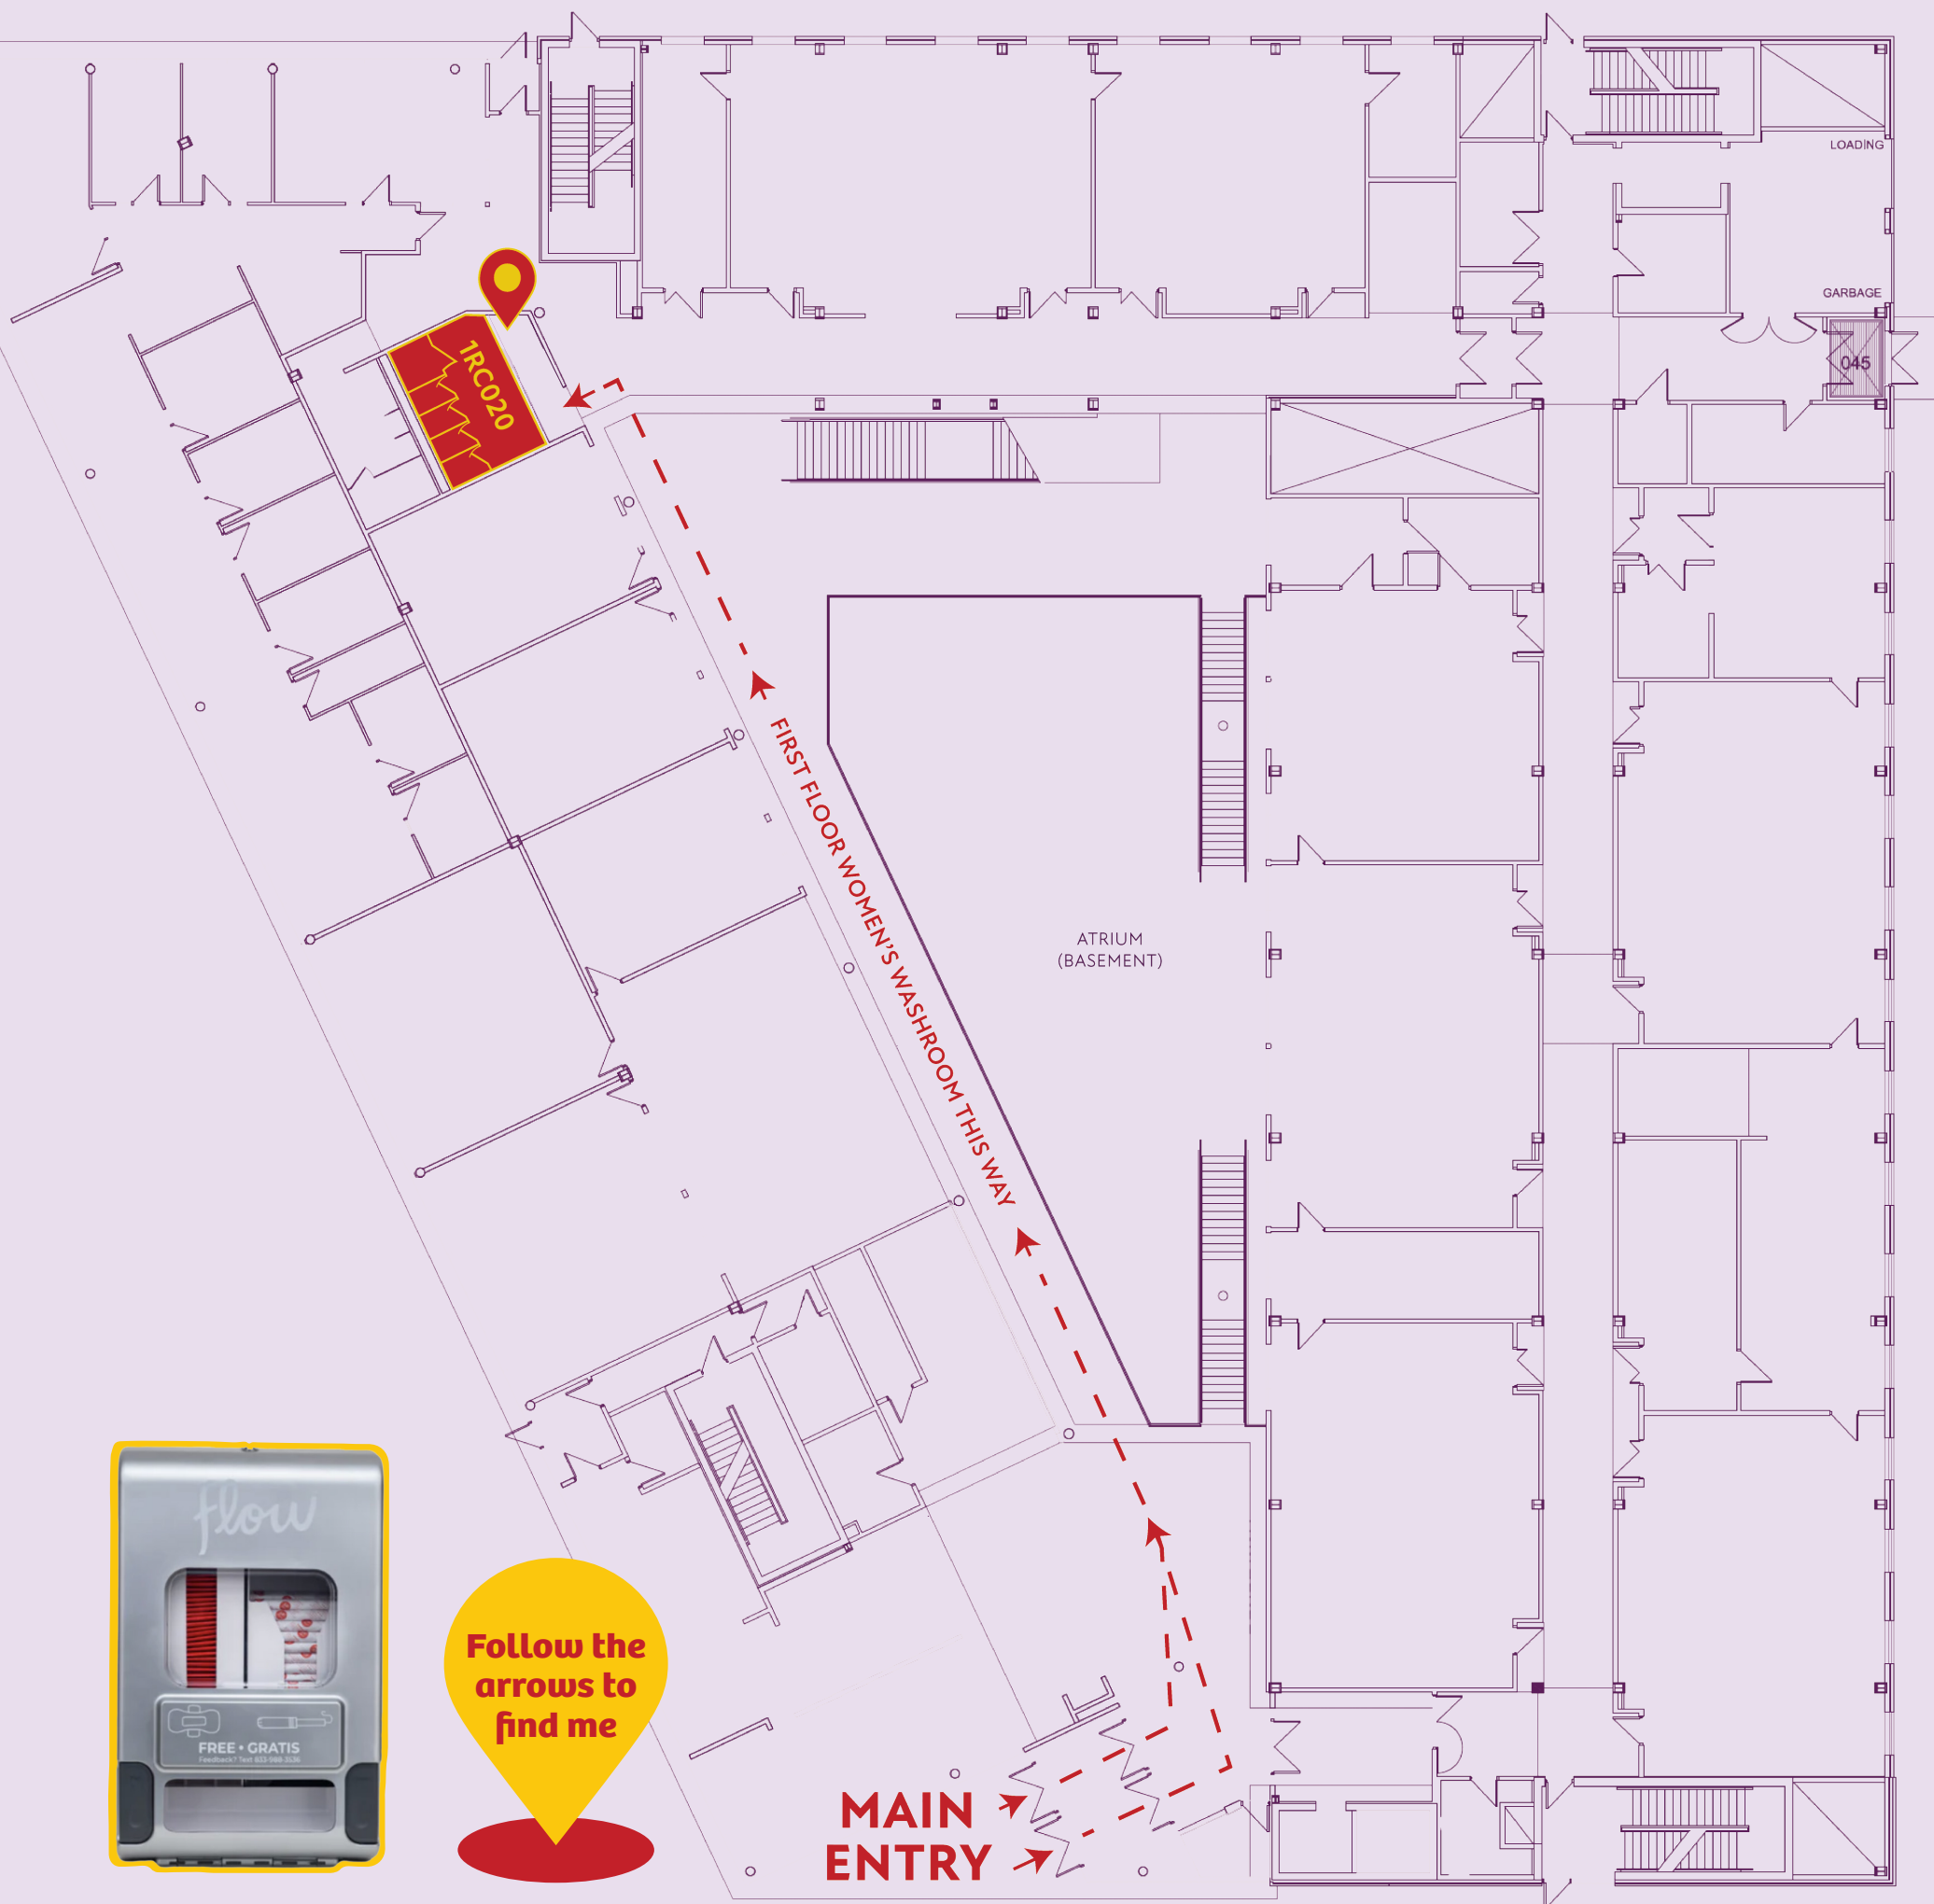 LOADING
GARBAGE
045
1RC020
FIRST FLOOR WOMEN'S WASHROOM THIS WAY
ATRIUM
(BASEMENT)
flow
FREE • GRATIS
Follow the
arrows to
find me
MAIN
ENTRY